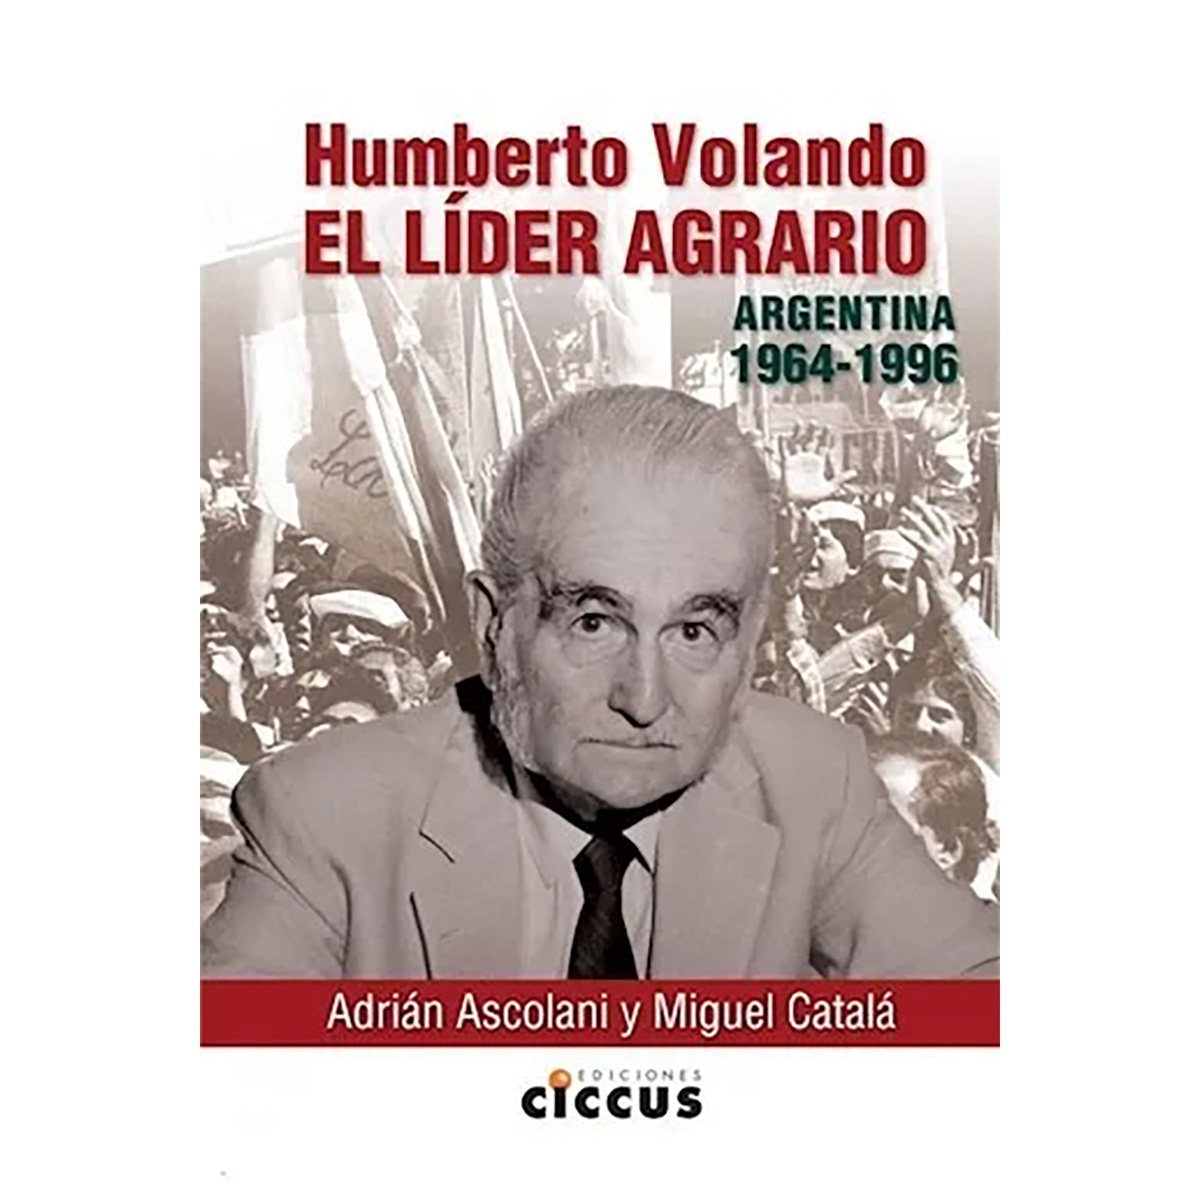 Humberto Volando
EL LÍDER AGRARIO
ARGENTINA
1964-1996
Adrián Ascolani y Miguel Catalá
EDICIONES
CICCUS